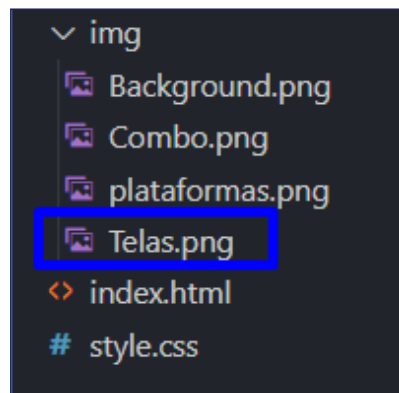 img
Background.png
Combo.png
plataformas.png
Telas.png
<> index.html
# style.css